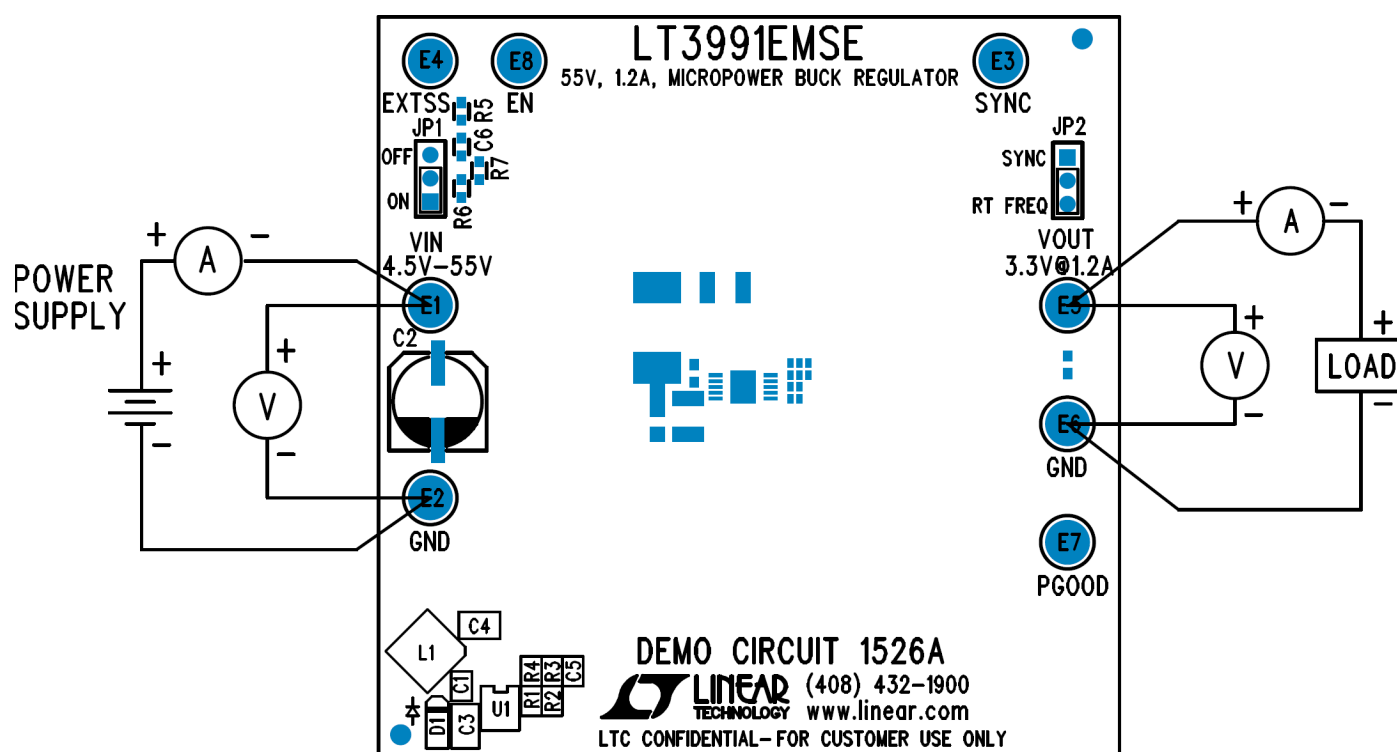 LT3991EMSE
55V, 1.2A, MICROPOWER BUCK REGULATOR
E4
E8
E3
EXTSS
EN
SYNC
R5
JP1
C6
JP2
OFF
R7
SYNC
ON
R6
RT FREQ
+ A -
VIN
4.5V-55V
VOUT
3.3V@1.2A
+ A -
POWER
SUPPLY
E1
E5
C2
+
+
+
+
V
V
LOAD
-
-
-
-
E6
GND
E2
GND
E7
PGOOD
C4
L1
DEMO CIRCUIT 1526A
C1
R4
R3
C5
LINEAR
TECHNOLOGY
(408) 432-1900
www.linear.com
D1
C3
U1
R1
R2
LTC CONFIDENTIAL-FOR CUSTOMER USE ONLY